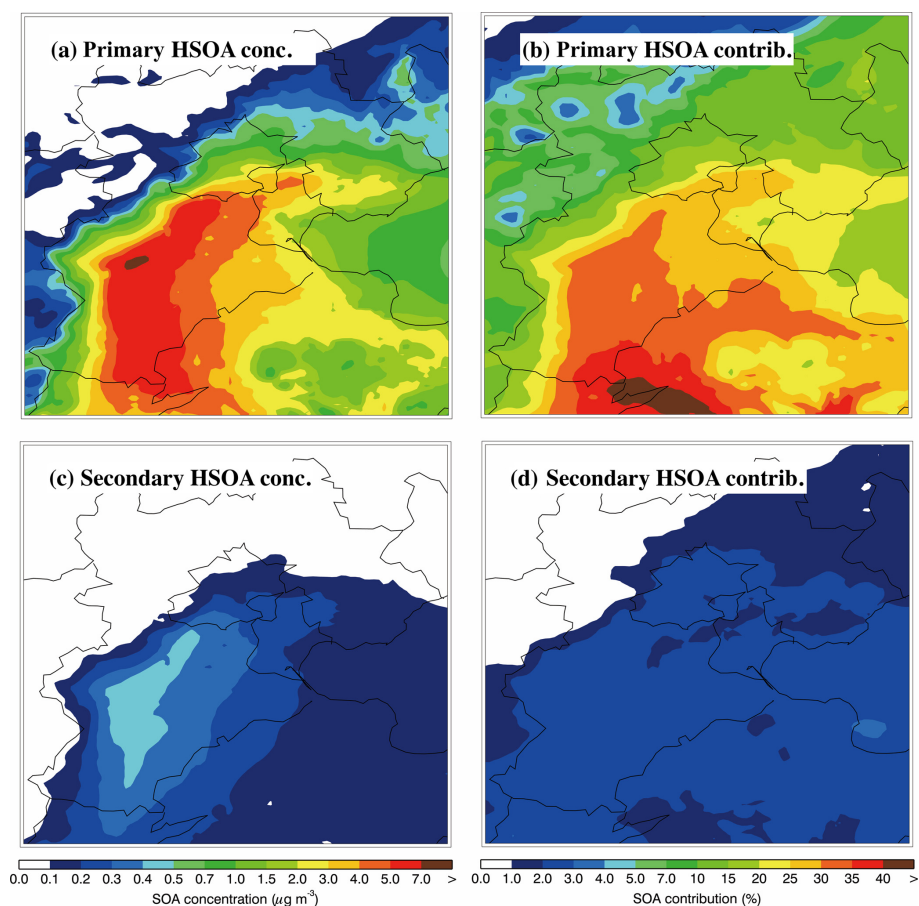 (a) Primary HSOA conc.
(b) Primary HSOA contrib.
(c) Secondary HSOA conc.
(d) Secondary HSOA contrib.
0.0 0.1 0.2 0.3 0.4 0.5 0.7 1.0 1.5 2.0 3.0 4.0 5.0 7.0 >
SOA concentration (μg m⁻³)
0.0 1.0 2.0 3.0 4.0 5.0 7.0 10 15 20 25 30 35 40 >
SOA contribution (%)